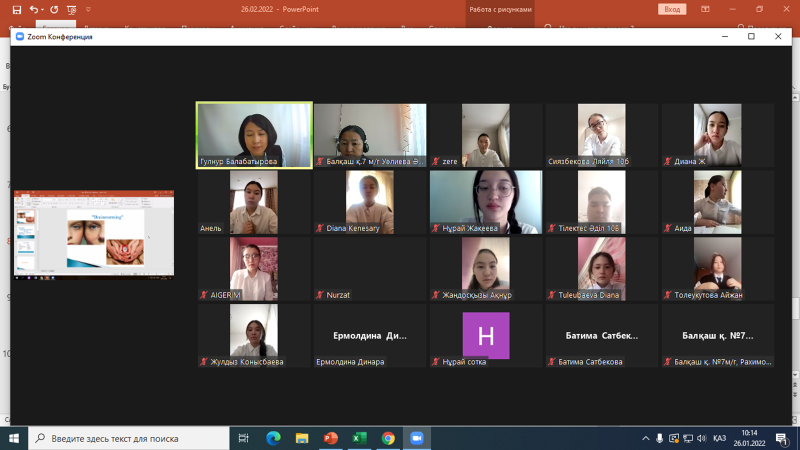 26.02.2022 - PowerPoint
Работа с рисунками
Вход
Zoom Конференция
Гулнур Балабатырова
Балқаш қ.7 м/г Уәлиева Ә...
zere
Сиязбекова Ляйля 10б
Диана Ж
Анель
Diana Kenesary
Нұрай Жакеева
Тілектес Әділ 10Б
Аида
AIGERIM
Nurzat
Жандосқызы Ақнұр
Tuleubaeva Diana
Толеукутова Айжан
Жулдыз Конысбаева
Ермолдина Ди...
Ермолдина Динара
H
Нұрай сотка
Батима Сатбек...
Батима Сатбекова
Балқаш қ. №7...
Балқаш қ. №7м/г, Рахимо...
Введите здесь текст для поиска
ҚАЗ
10:14
26.01.2022